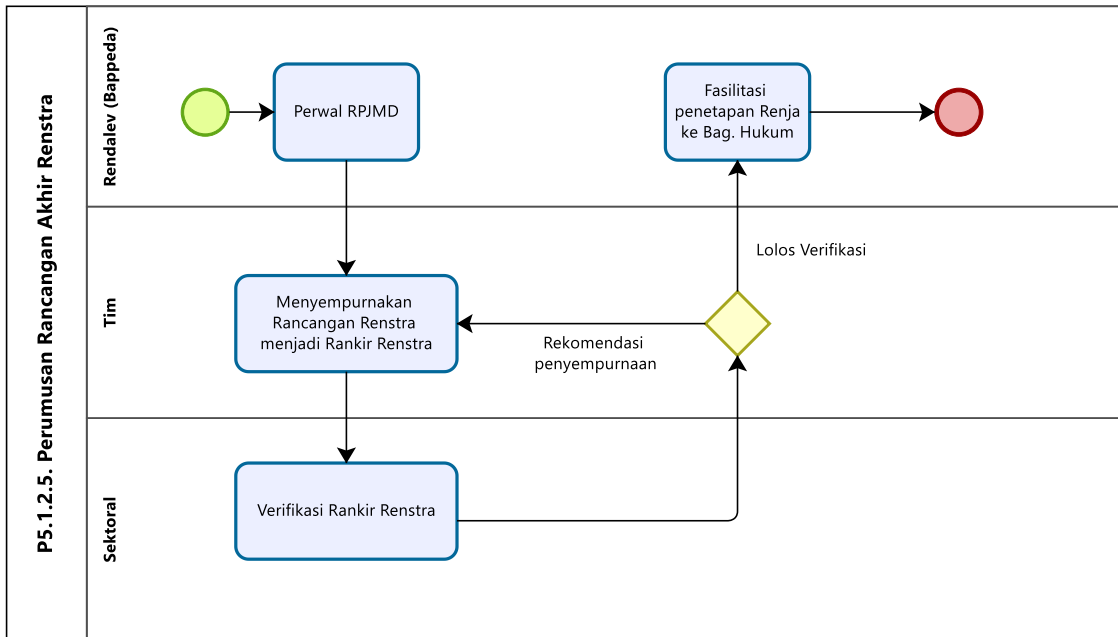 P5.1.2.5. Perumusan Rancangan Akhir Renstra
Rendalev (Bappeda)
Perwal RPJMD
Fasilitasi
penetapan Renja
ke Bag. Hukum
Tim
Lolos Verifikasi
Menyempurnakan
Rancangan Renstra
menjadi Rankir Renstra
Rekomendasi
penyempurnaan
Sektoral
Verifikasi Rankir Renstra